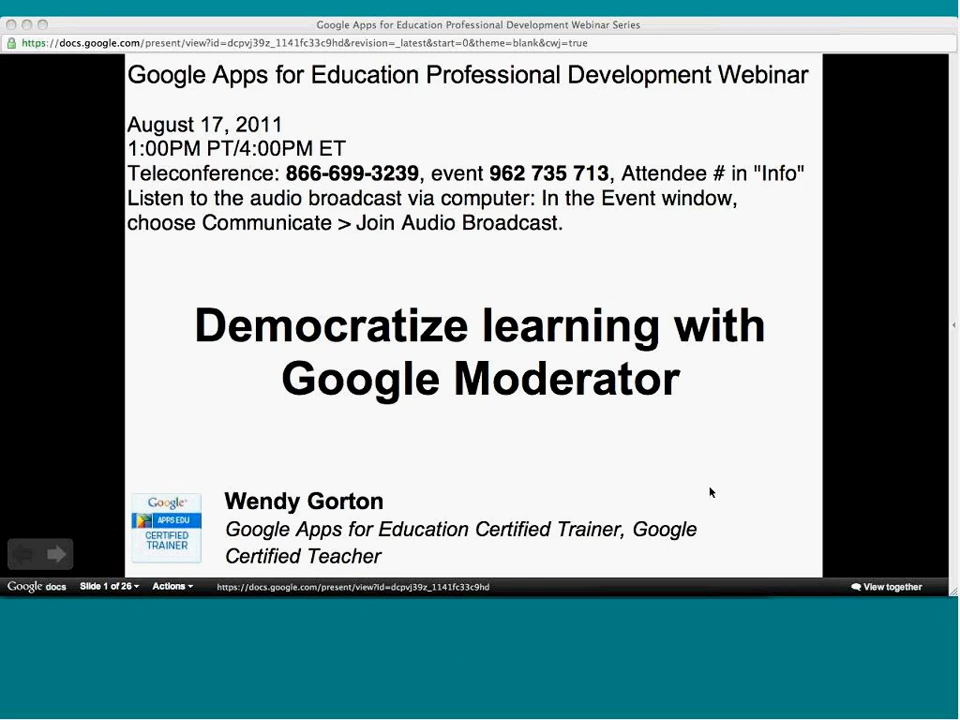 Google Apps for Education Professional Development Webinar Series
https://docs.google.com/present/view?id=dcpvj39z_1141fc33c9hd&revision=_latest&start=0&theme=blank&cwj=true
Google Apps for Education Professional Development Webinar
August 17, 2011
1:00PM PT/4:00PM ET
Teleconference: 866-699-3239, event 962 735 713, Attendee # in "Info"
Listen to the audio broadcast via computer: In the Event window,
choose Communicate > Join Audio Broadcast.
Democratize learning with
Google Moderator
Google
APPS EDU
CERTIFIED
TRAINER
Wendy Gorton
Google Apps for Education Certified Trainer, Google
Certified Teacher
Google docs Slide 1 of 26 Actions https://docs.google.com/present/view?id=dcpvj39z_1141fc33c9hd View together